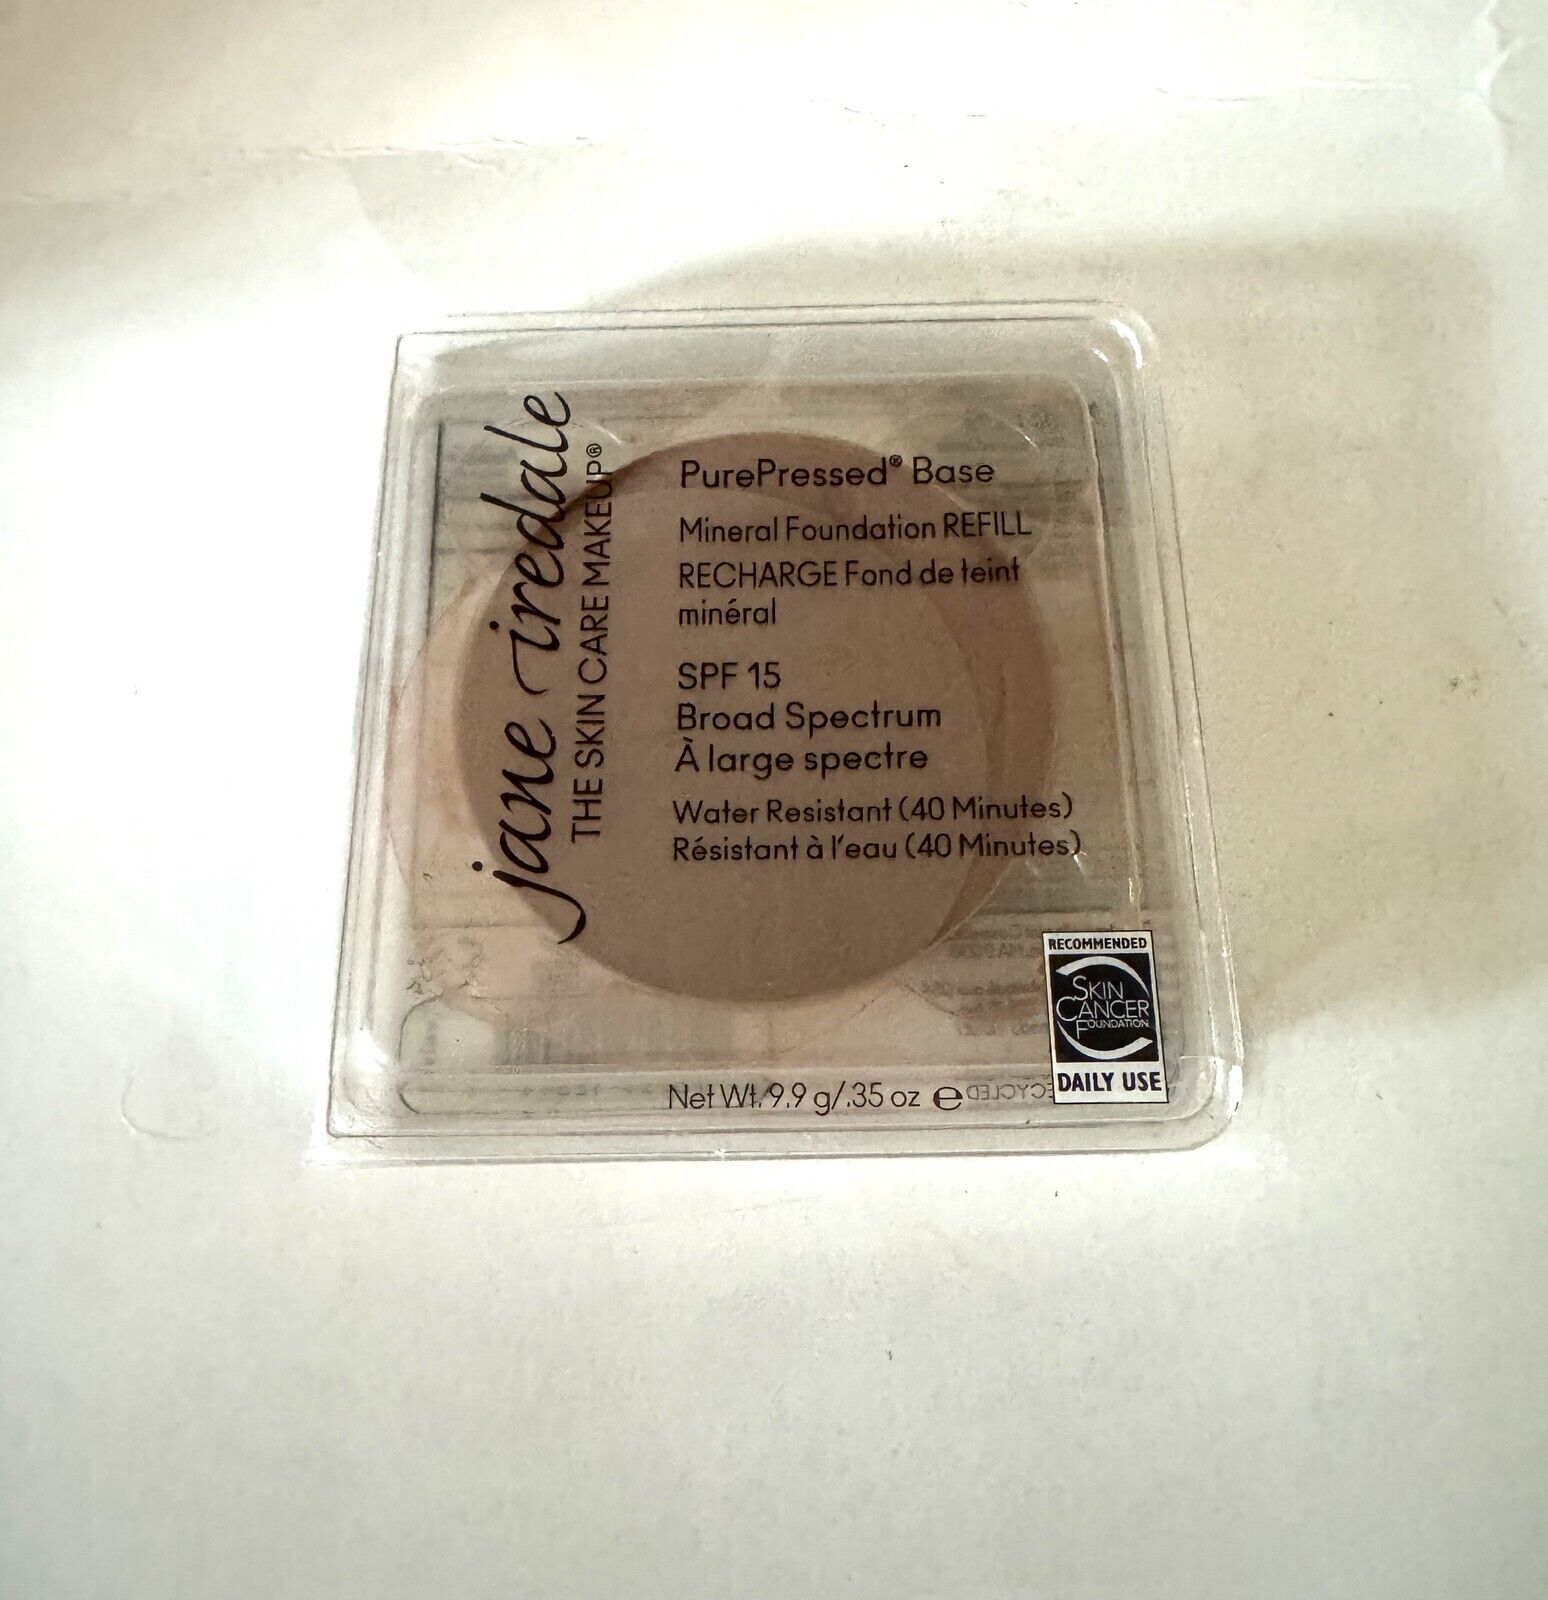 jane iredale
THE SKIN CARE MAKEUP®
PurePressed® Base
Mineral Foundation REFILL
RECHARGE Fond de teint
minéral
SPF 15
Broad Spectrum
À large spectre
Water Resistant (40 Minutes)
Résistant à l'eau (40 Minutes)
RECOMMENDED
SKIN
CANCER
FOUNDATION
DAILY USE
Net Wt. 9.9 g/.35 oz ℮